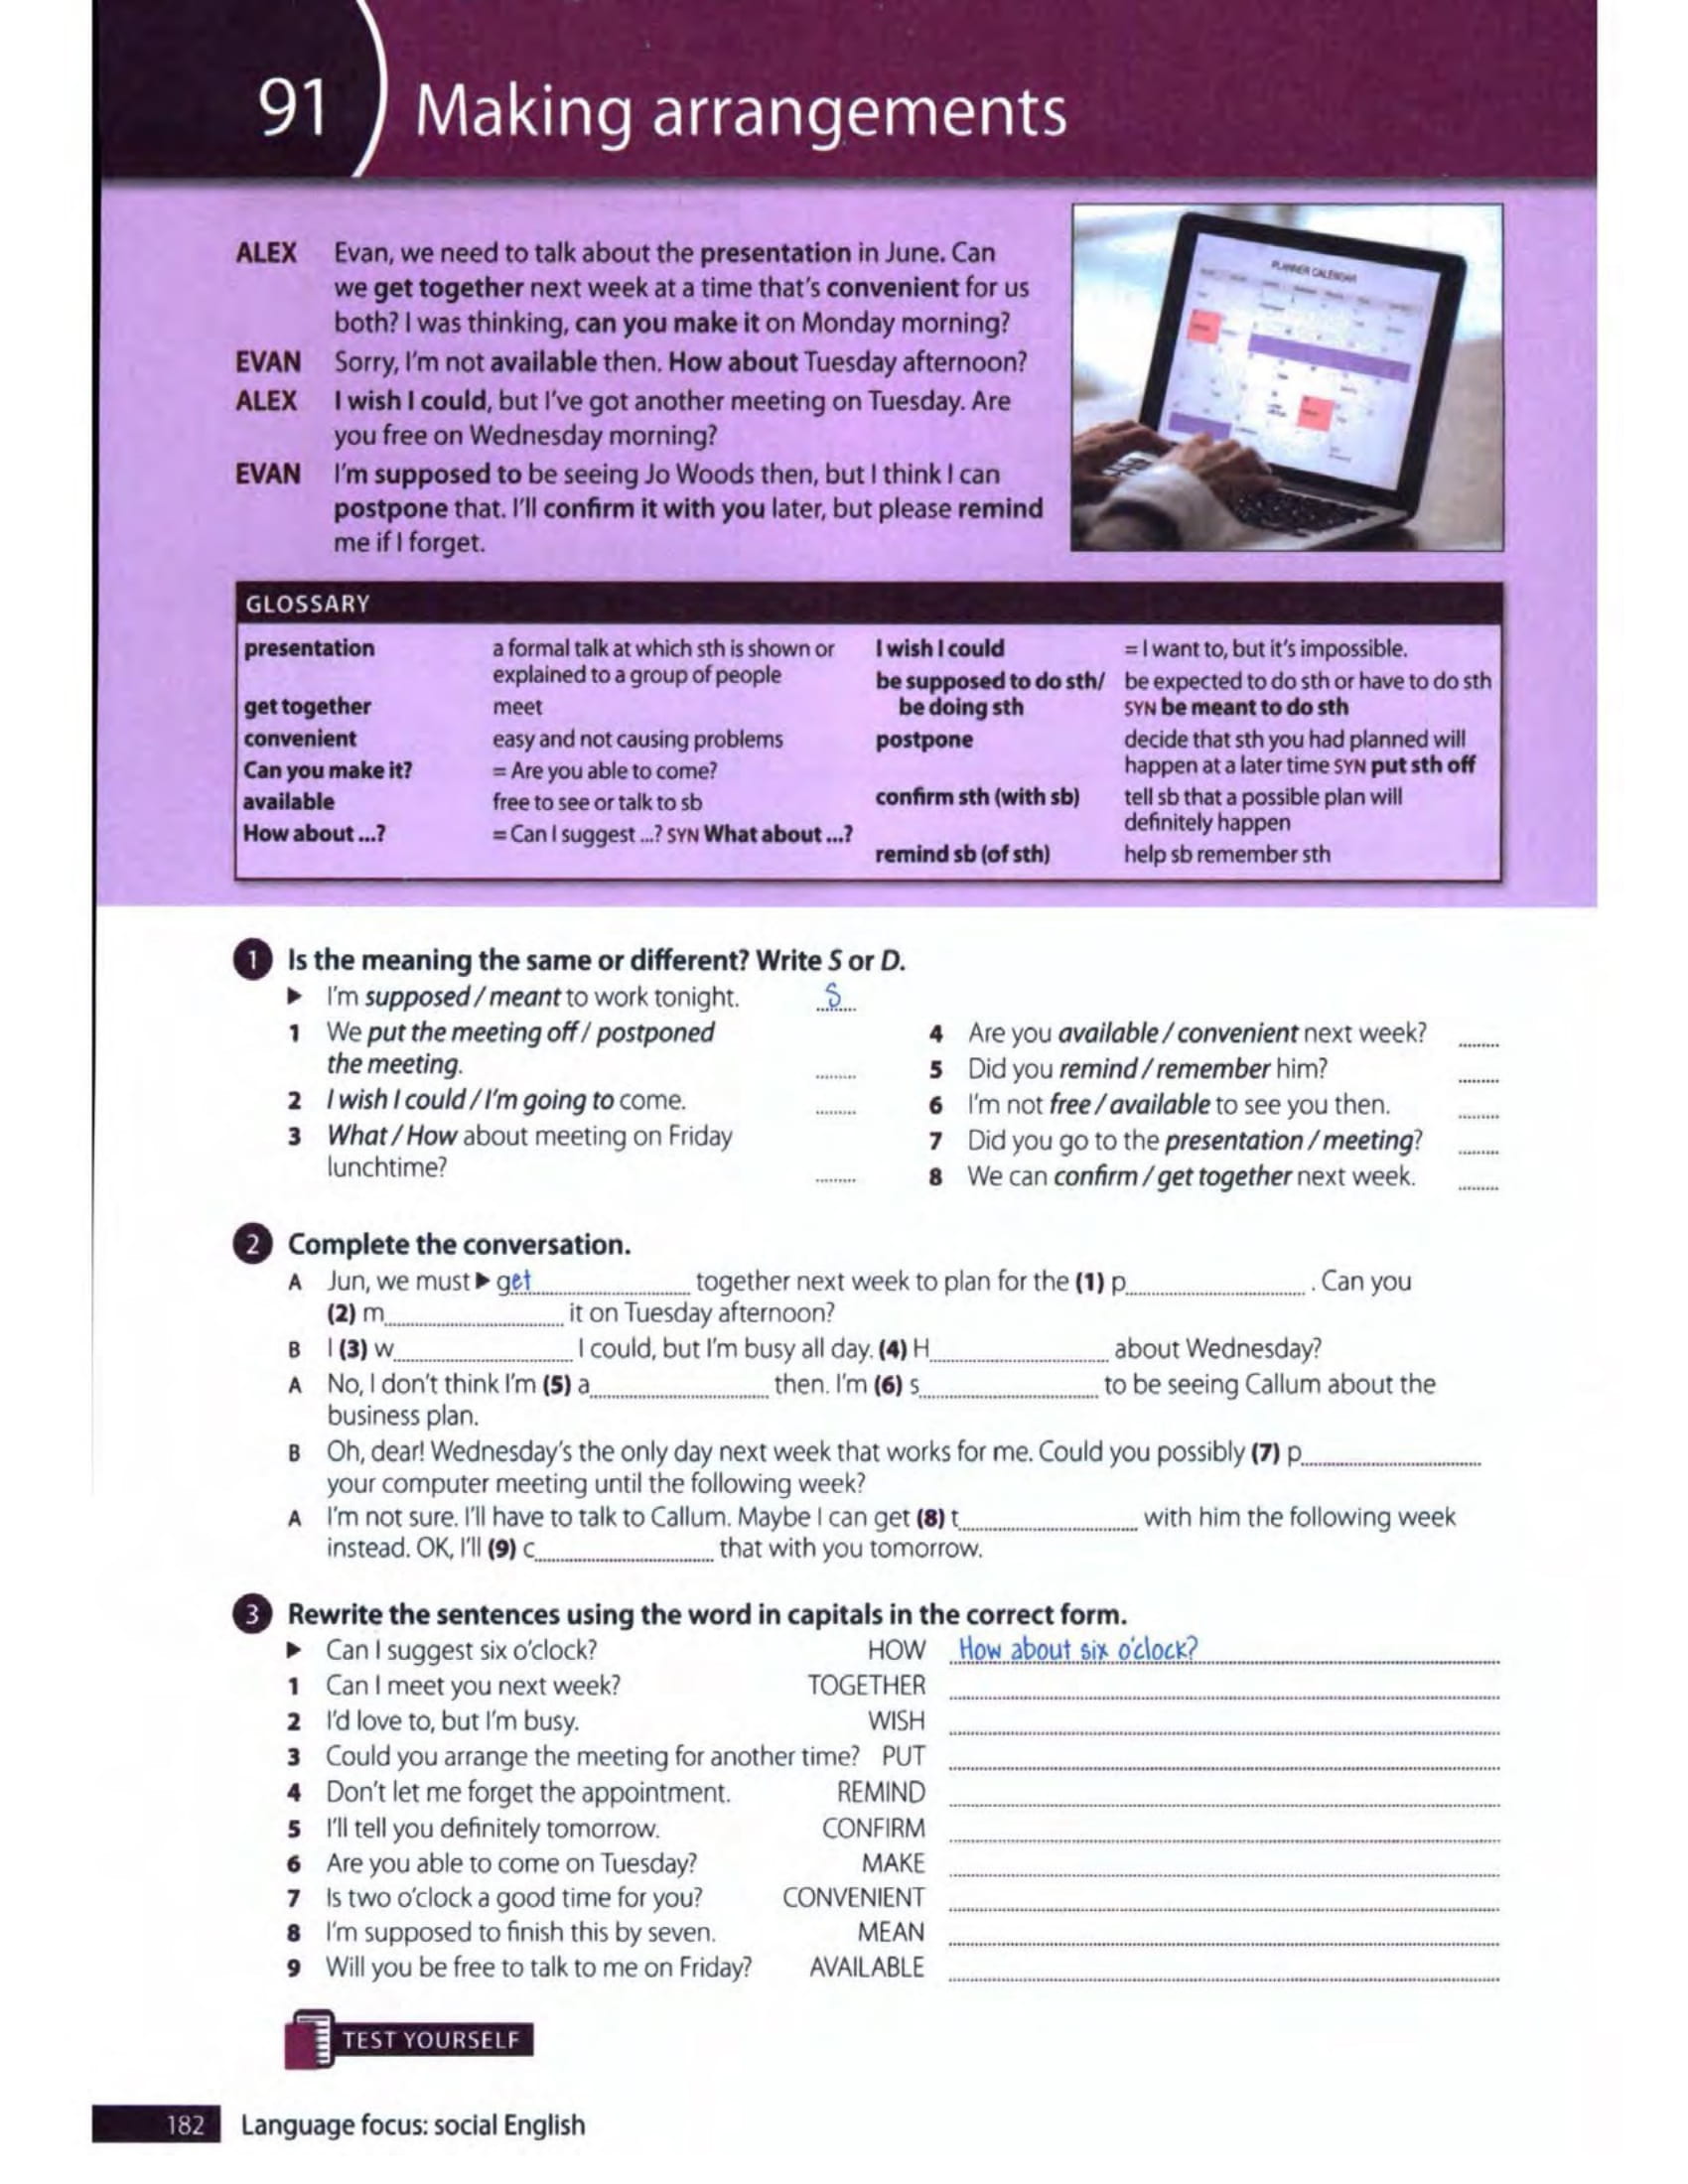 91 Making arrangements
ALEX Evan, we need to talk about the presentation in June. Can
we get together next week at a time that's convenient for us
both? I was thinking, can you make it on Monday morning?
EVAN Sorry, I'm not available then. How about Tuesday afternoon?
ALEX I wish I could, but I've got another meeting on Tuesday. Are
you free on Wednesday morning?
EVAN I'm supposed to be seeing Jo Woods then, but I think I can
postpone that. I'll confirm it with you later, but please remind
me if I forget.
PLANNER CALENDAR
GLOSSARY
presentation a formal talk at which sth is shown or
explained to a group of people
get together meet
convenient easy and not causing problems
Can you make it? = Are you able to come?
available free to see or talk to sb
How about ...? = Can I suggest ...? SYN What about ...?
I wish I could = I want to, but it's impossible.
be supposed to do sth/ be expected to do sth or have to do sth
be doing sth SYN be meant to do sth
postpone decide that sth you had planned will
happen at a later time SYN put sth off
confirm sth (with sb) tell sb that a possible plan will
definitely happen
remind sb (of sth) help sb remember sth
1 Is the meaning the same or different? Write S or D.
▶ I'm supposed / meant to work tonight. S
1 We put the meeting off / postponed
the meeting. ........
2 I wish I could / I'm going to come. ........
3 What / How about meeting on Friday
lunchtime? ........
4 Are you available / convenient next week? ........
5 Did you remind / remember him? ........
6 I'm not free / available to see you then. ........
7 Did you go to the presentation / meeting? ........
8 We can confirm / get together next week. ........
2 Complete the conversation.
A Jun, we must ▶ get ........ together next week to plan for the (1) p........ . Can you
(2) m........ it on Tuesday afternoon?
B I (3) w........ I could, but I'm busy all day. (4) H........ about Wednesday?
A No, I don't think I'm (5) a........ then. I'm (6) s........ to be seeing Callum about the
business plan.
B Oh, dear! Wednesday's the only day next week that works for me. Could you possibly (7) p........
your computer meeting until the following week?
A I'm not sure. I'll have to talk to Callum. Maybe I can get (8) t........ with him the following week
instead. OK, I'll (9) c........ that with you tomorrow.
3 Rewrite the sentences using the word in capitals in the correct form.
▶ Can I suggest six o'clock? HOW How about six o'clock?
1 Can I meet you next week? TOGETHER ........
2 I'd love to, but I'm busy. WISH ........
3 Could you arrange the meeting for another time? PUT ........
4 Don't let me forget the appointment. REMIND ........
5 I'll tell you definitely tomorrow. CONFIRM ........
6 Are you able to come on Tuesday? MAKE ........
7 Is two o'clock a good time for you? CONVENIENT ........
8 I'm supposed to finish this by seven. MEAN ........
9 Will you be free to talk to me on Friday? AVAILABLE ........
TEST YOURSELF
182 Language focus: social English